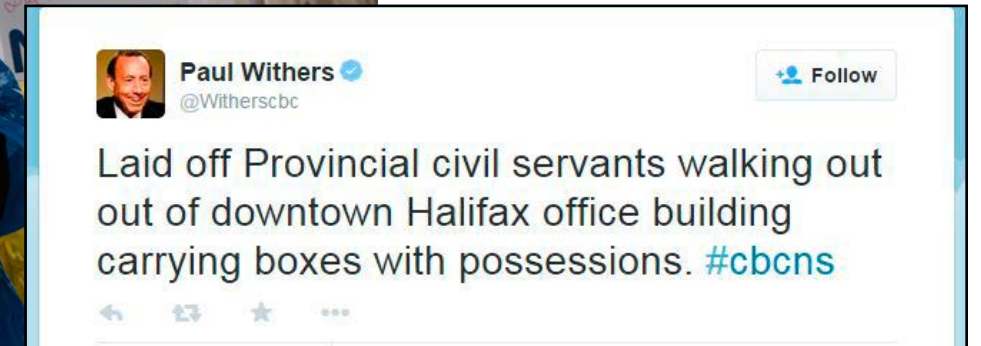 Paul Withers
@Witherscbc
Follow
Laid off Provincial civil servants walking out
out of downtown Halifax office building
carrying boxes with possessions. #cbcns